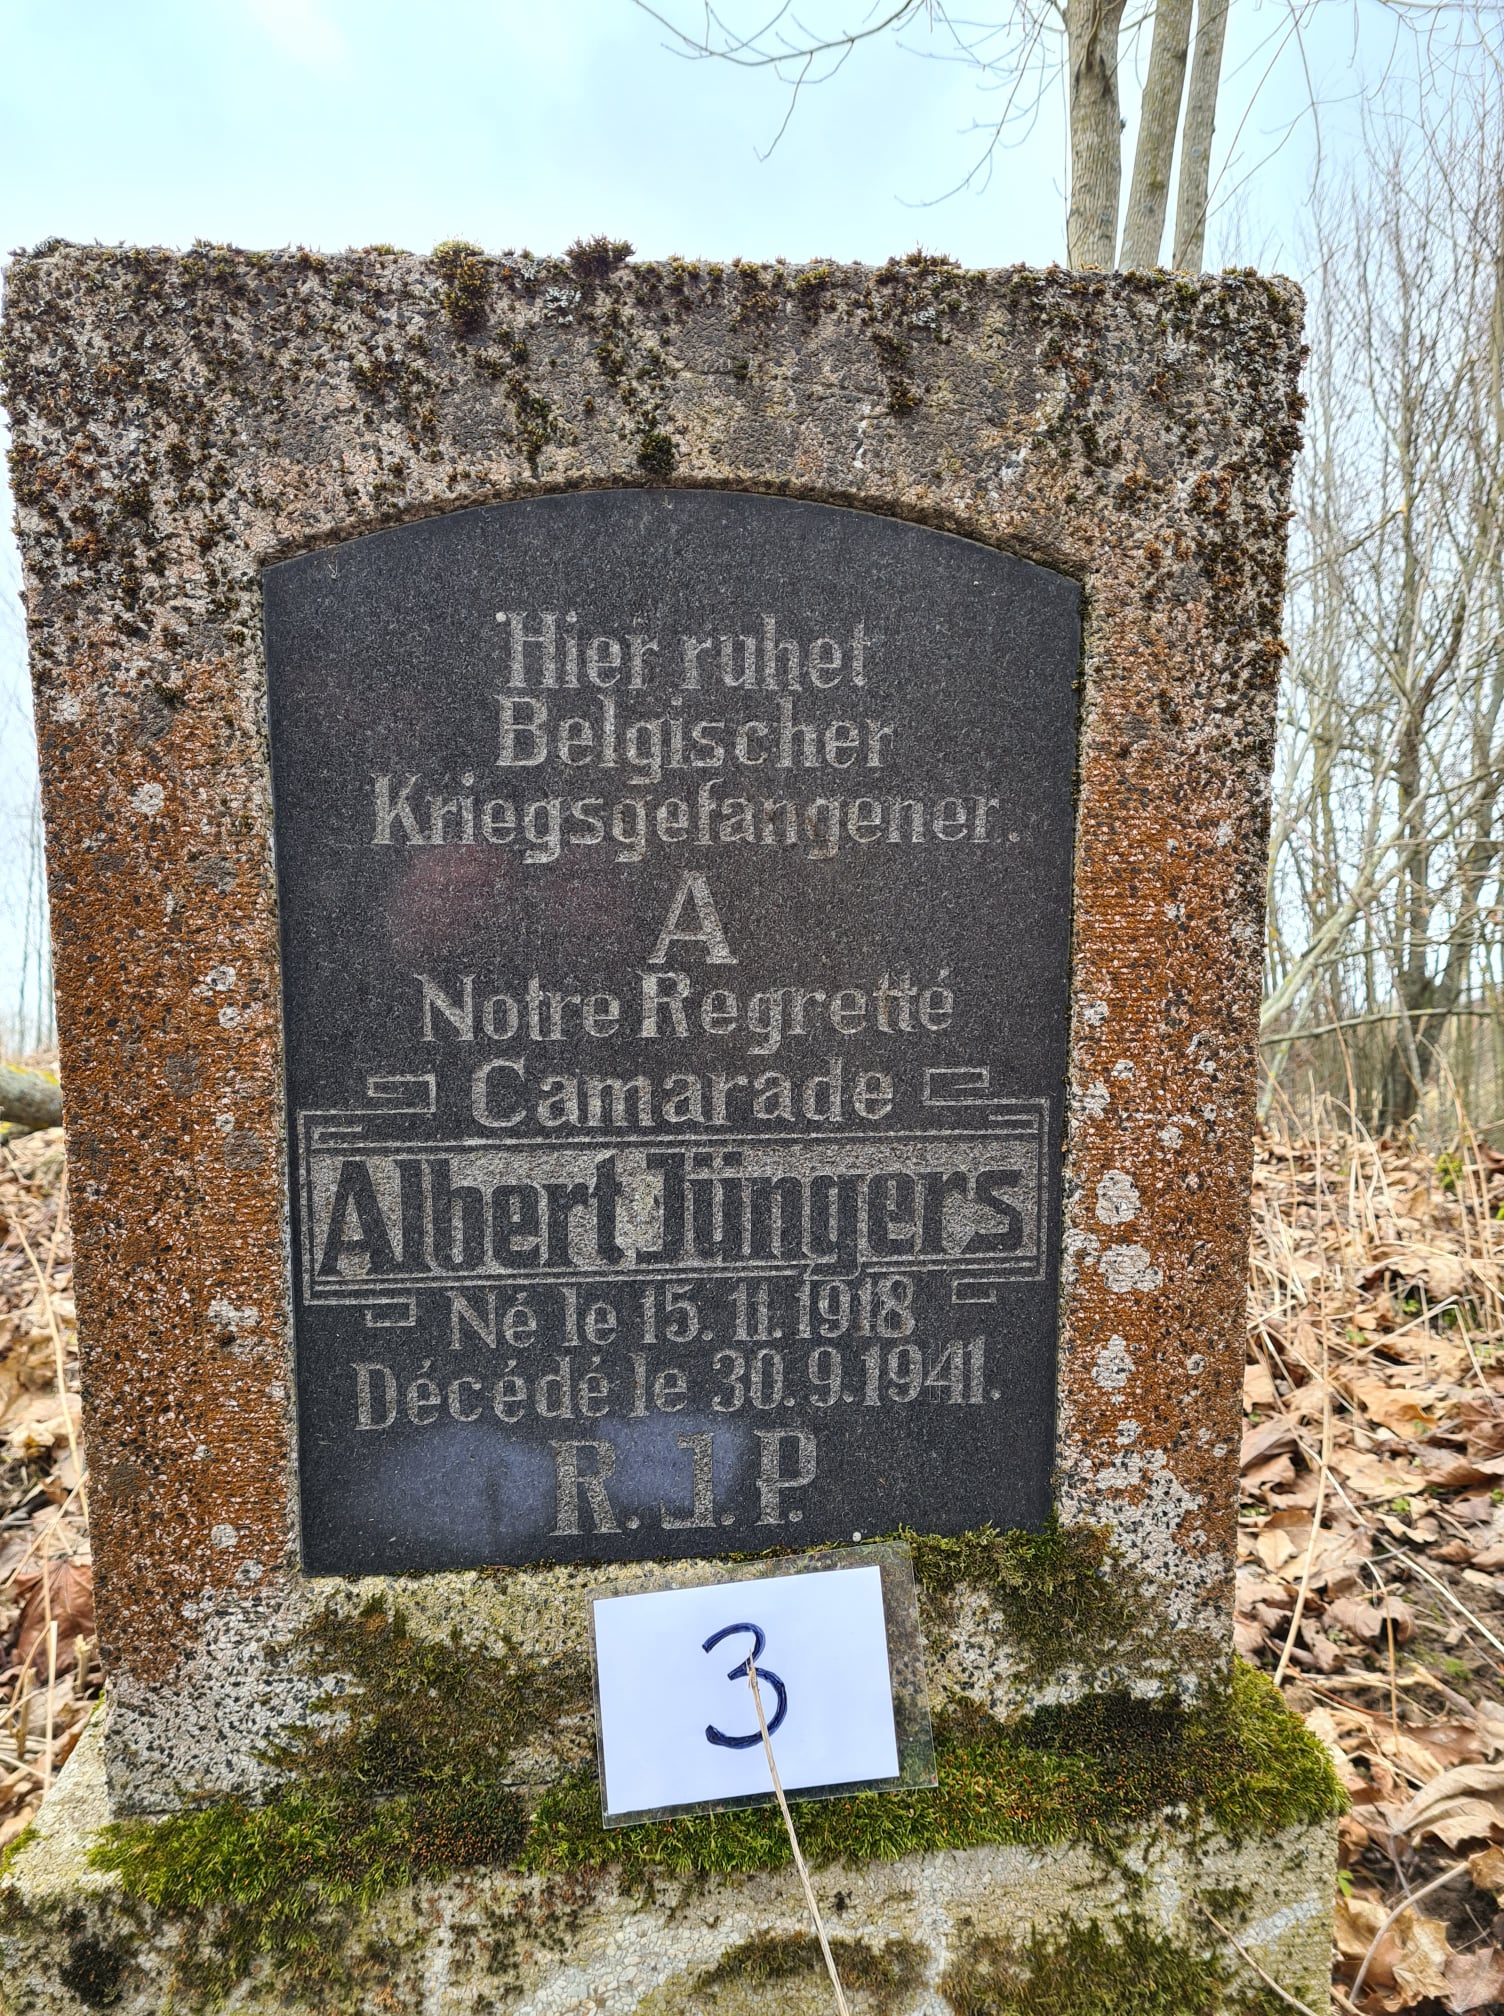 Hier ruhet
Belgischer
Kriegsgefangener.
A
Notre Regretté
Camarade
Albert Jüngers
Né le 15.11.1918
Décédé le 30.9.1941.
R.J.P.
3